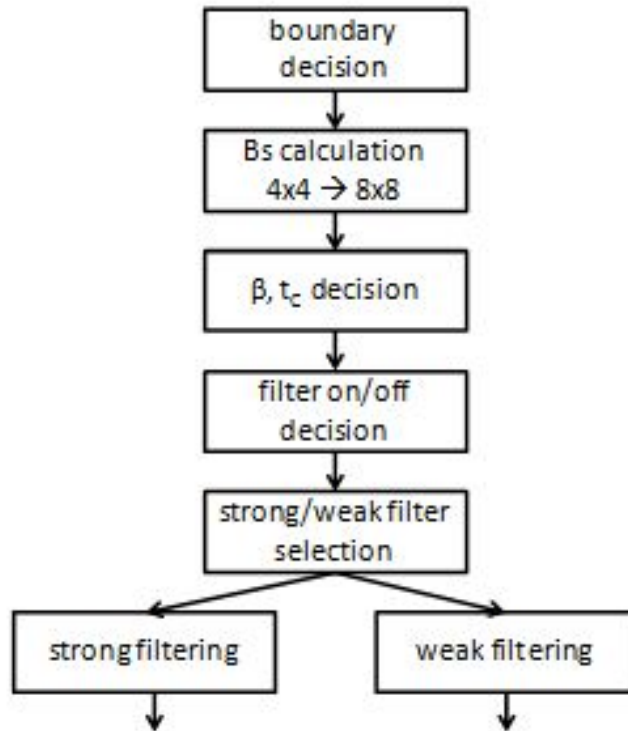 boundary
decision
Bs calculation
4x4 → 8x8
β, t_c decision
filter on/off
decision
strong/weak filter
selection
strong filtering
weak filtering